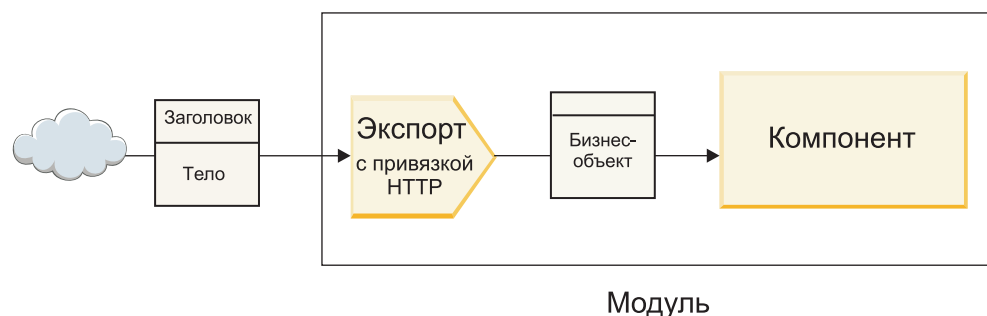 Заголовок
Тело
Экспорт
с привязкой
HTTP
Бизнес-
объект
Компонент
Модуль